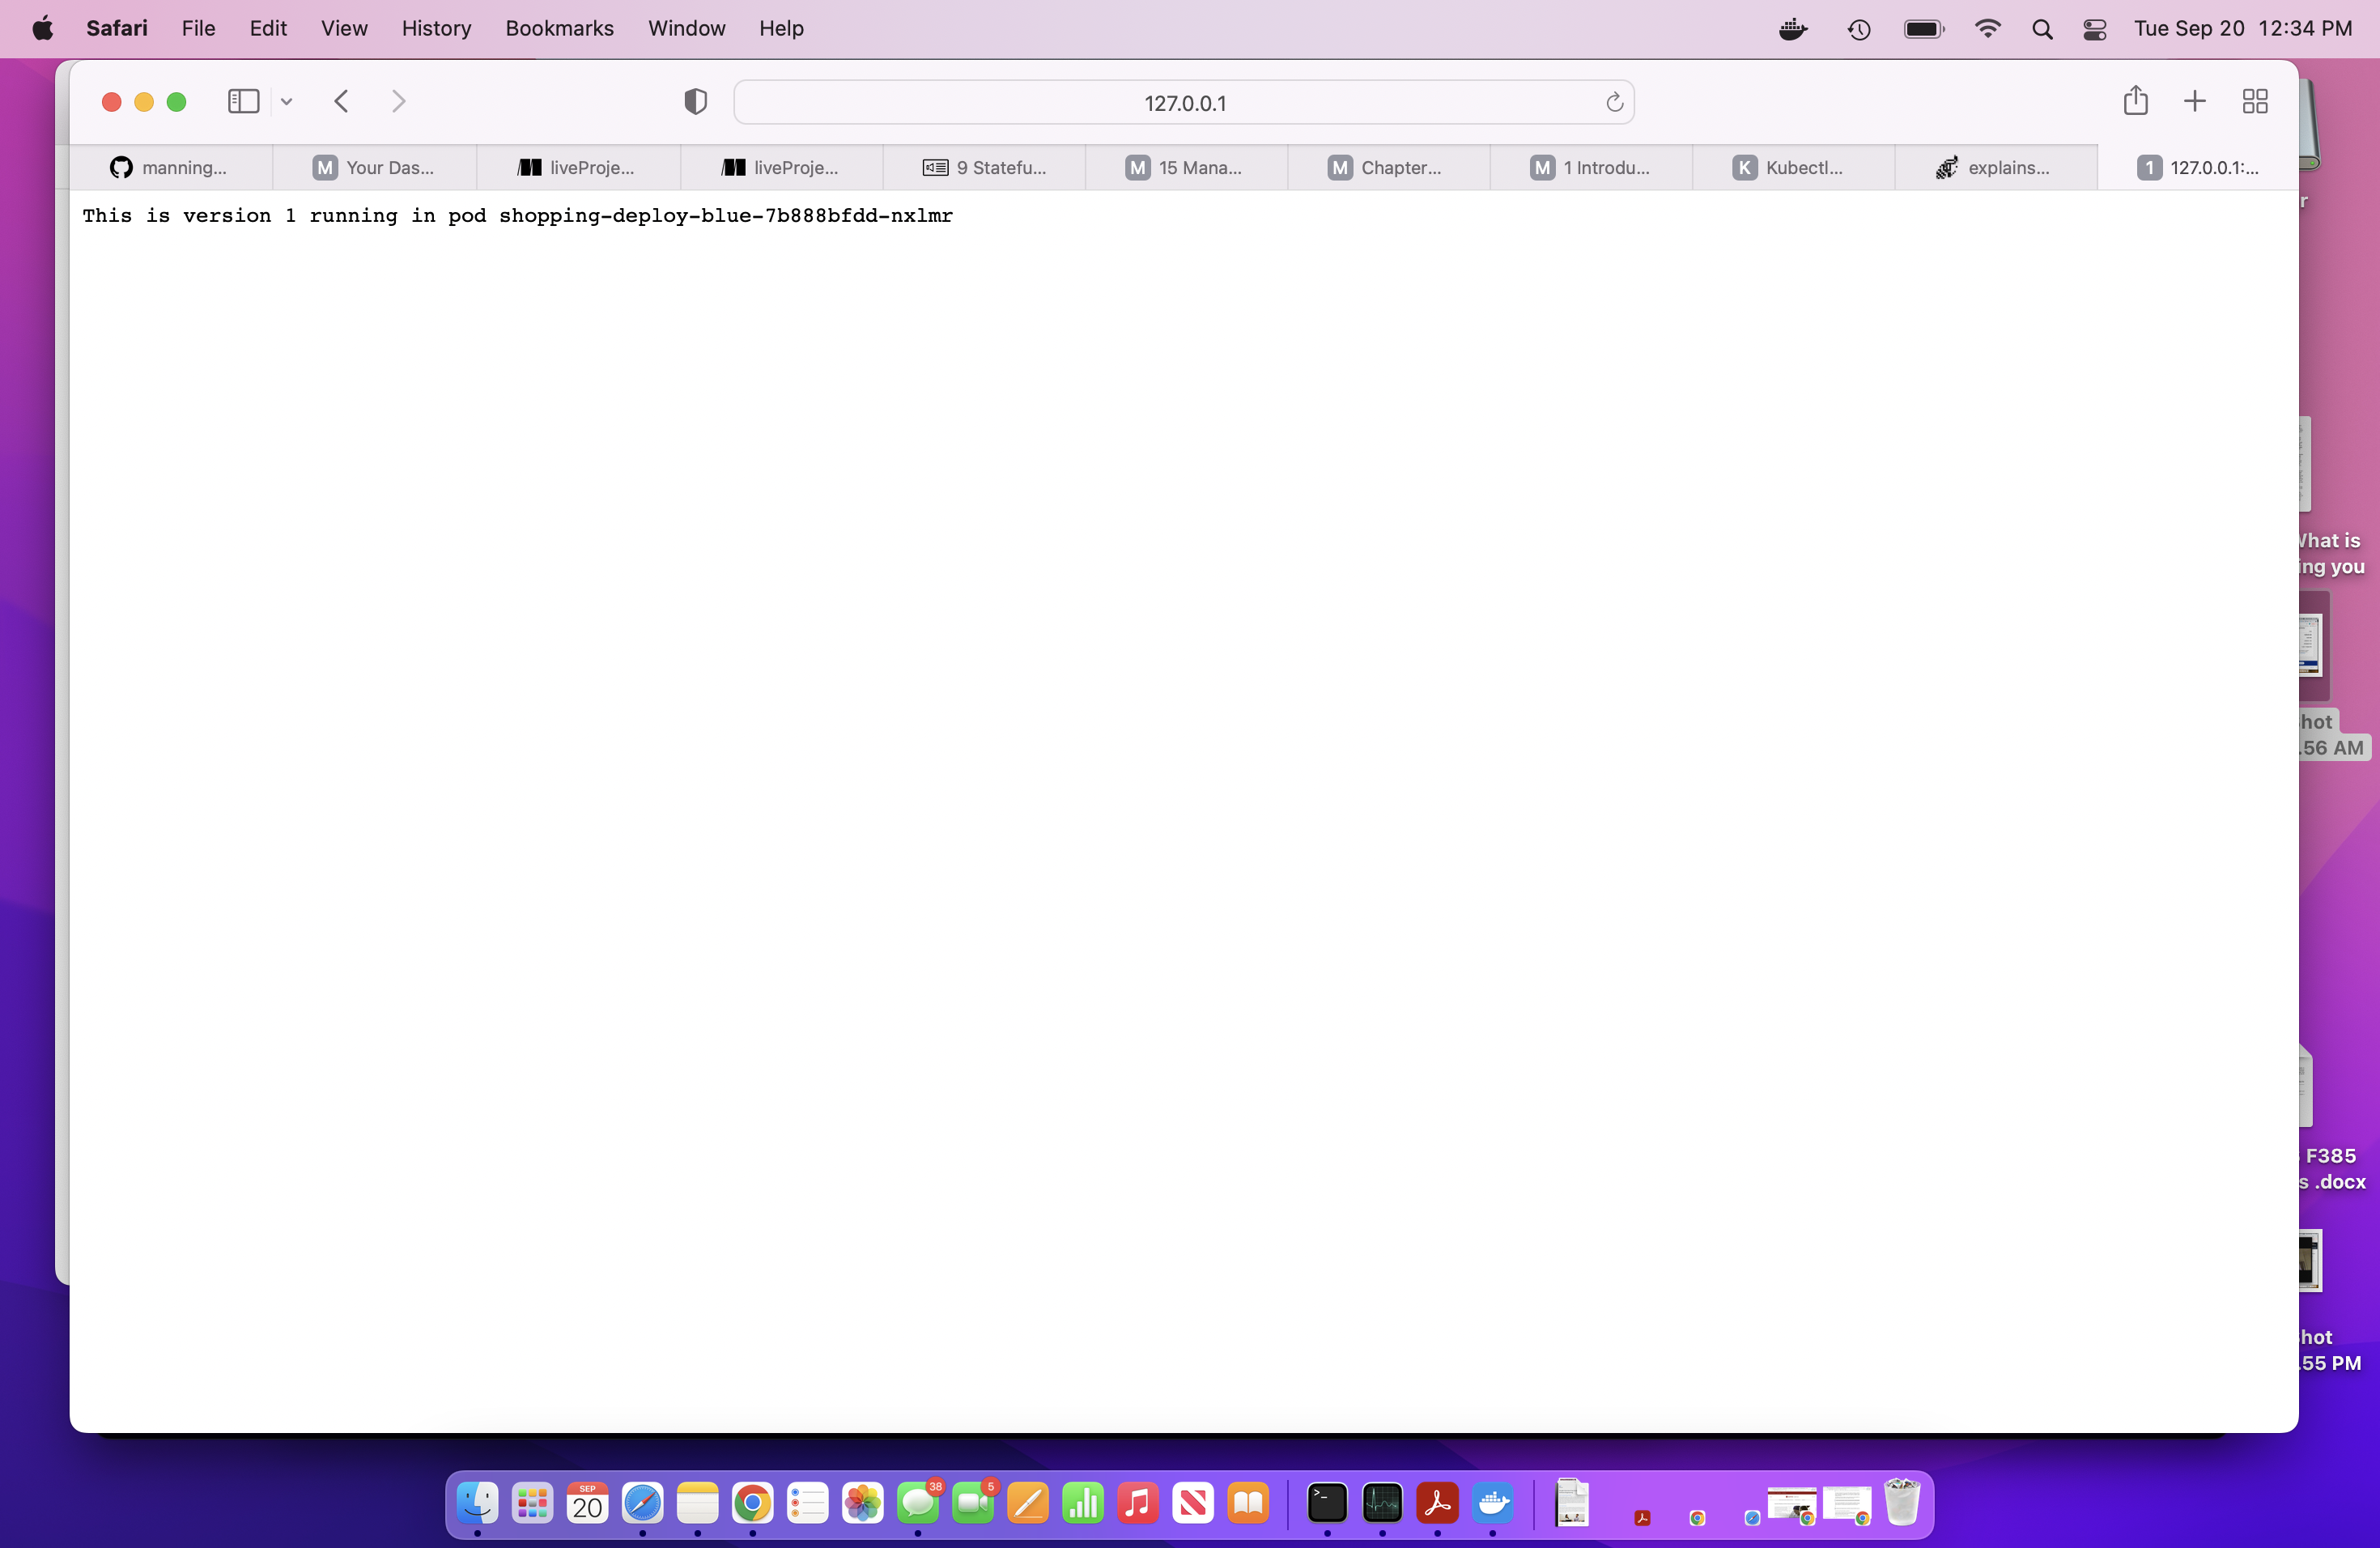 Safari File Edit View History Bookmarks Window Help Tue Sep 20 12:34 PM
127.0.0.1
manning... M Your Das... liveProje... liveProje... 9 Statefu... M 15 Mana... M Chapter... M 1 Introdu... K Kubectl... explains... 1 127.0.0.1:...
This is version 1 running in pod shopping-deploy-blue-7b888bfdd-nxlmr
r
What is
ing you
hot
.56 AM
F385
s .docx
hot
.55 PM
SEP
20
38
5
>_